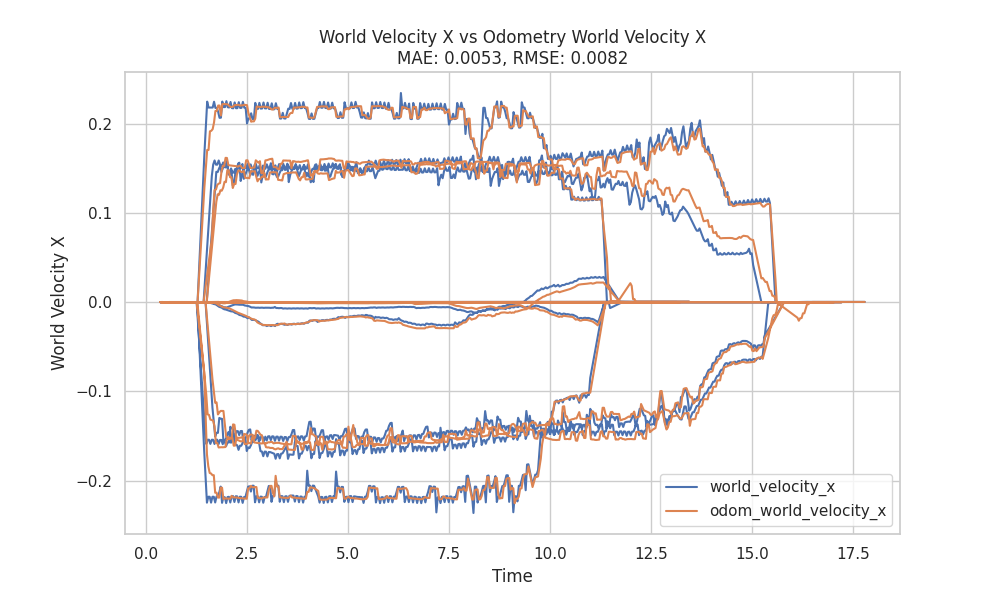 World Velocity X vs Odometry World Velocity X
MAE: 0.0053, RMSE: 0.0082
World Velocity X
0.2
0.1
0.0
−0.1
−0.2
0.0 2.5 5.0 7.5 10.0 12.5 15.0 17.5
Time
world_velocity_x
odom_world_velocity_x